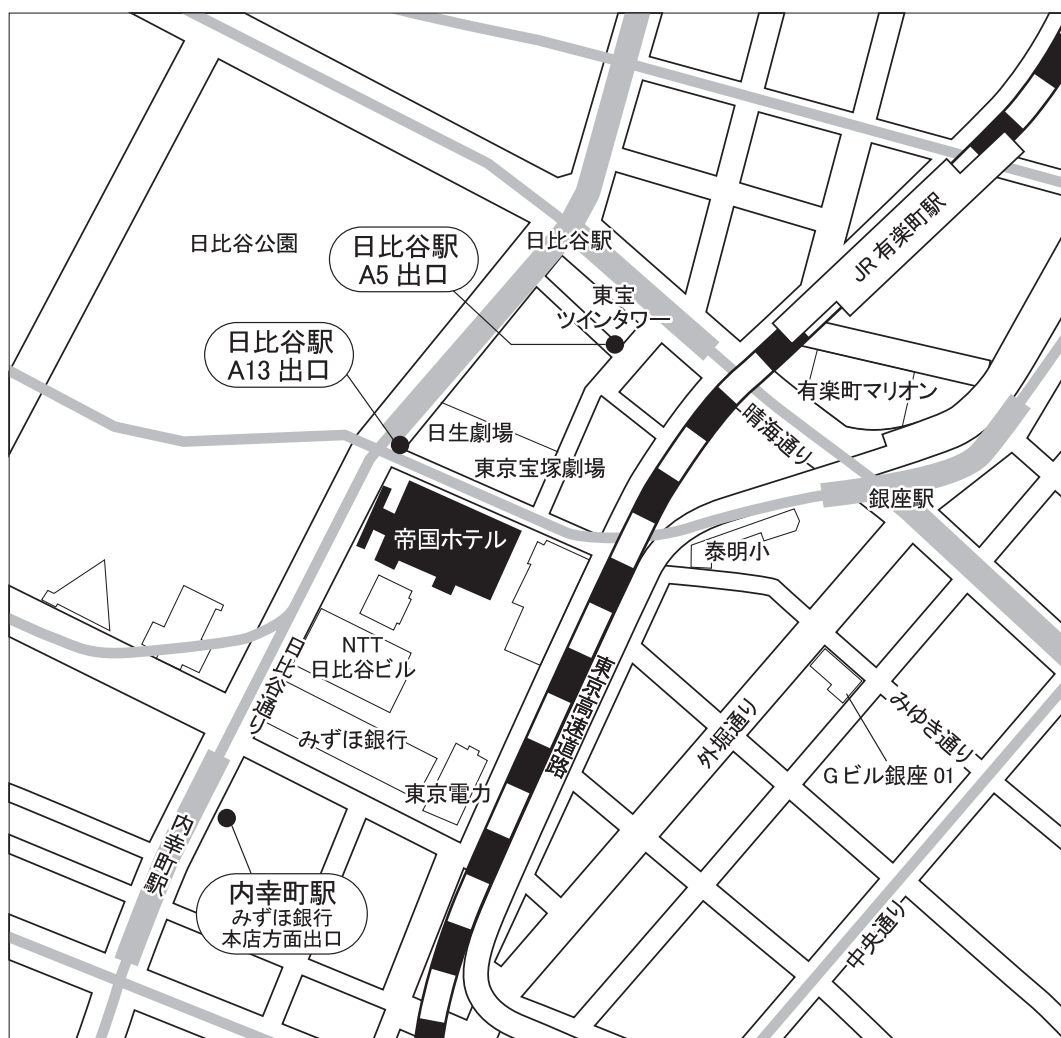 日比谷公園
日比谷駅
A5 出口
日比谷駅
JR 有楽町駅
東宝
ツインタワー
日比谷駅
A13 出口
有楽町マリオン
晴海通り
日生劇場
東京宝塚劇場
銀座駅
帝国ホテル
泰明小
NTT
日比谷ビル
日比谷通り
東京高速道路
外堀通り
みゆき通り
みずほ銀行
Gビル銀座 01
東京電力
内幸町駅
内幸町駅
みずほ銀行
本店方面出口
中央通り